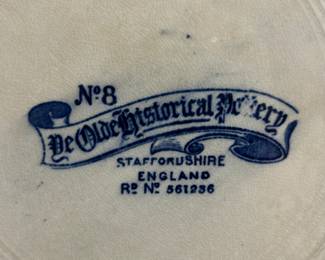 No 8
Ye Olde Historical Pottery
STAFFORDSHIRE
ENGLAND
RD No 561236